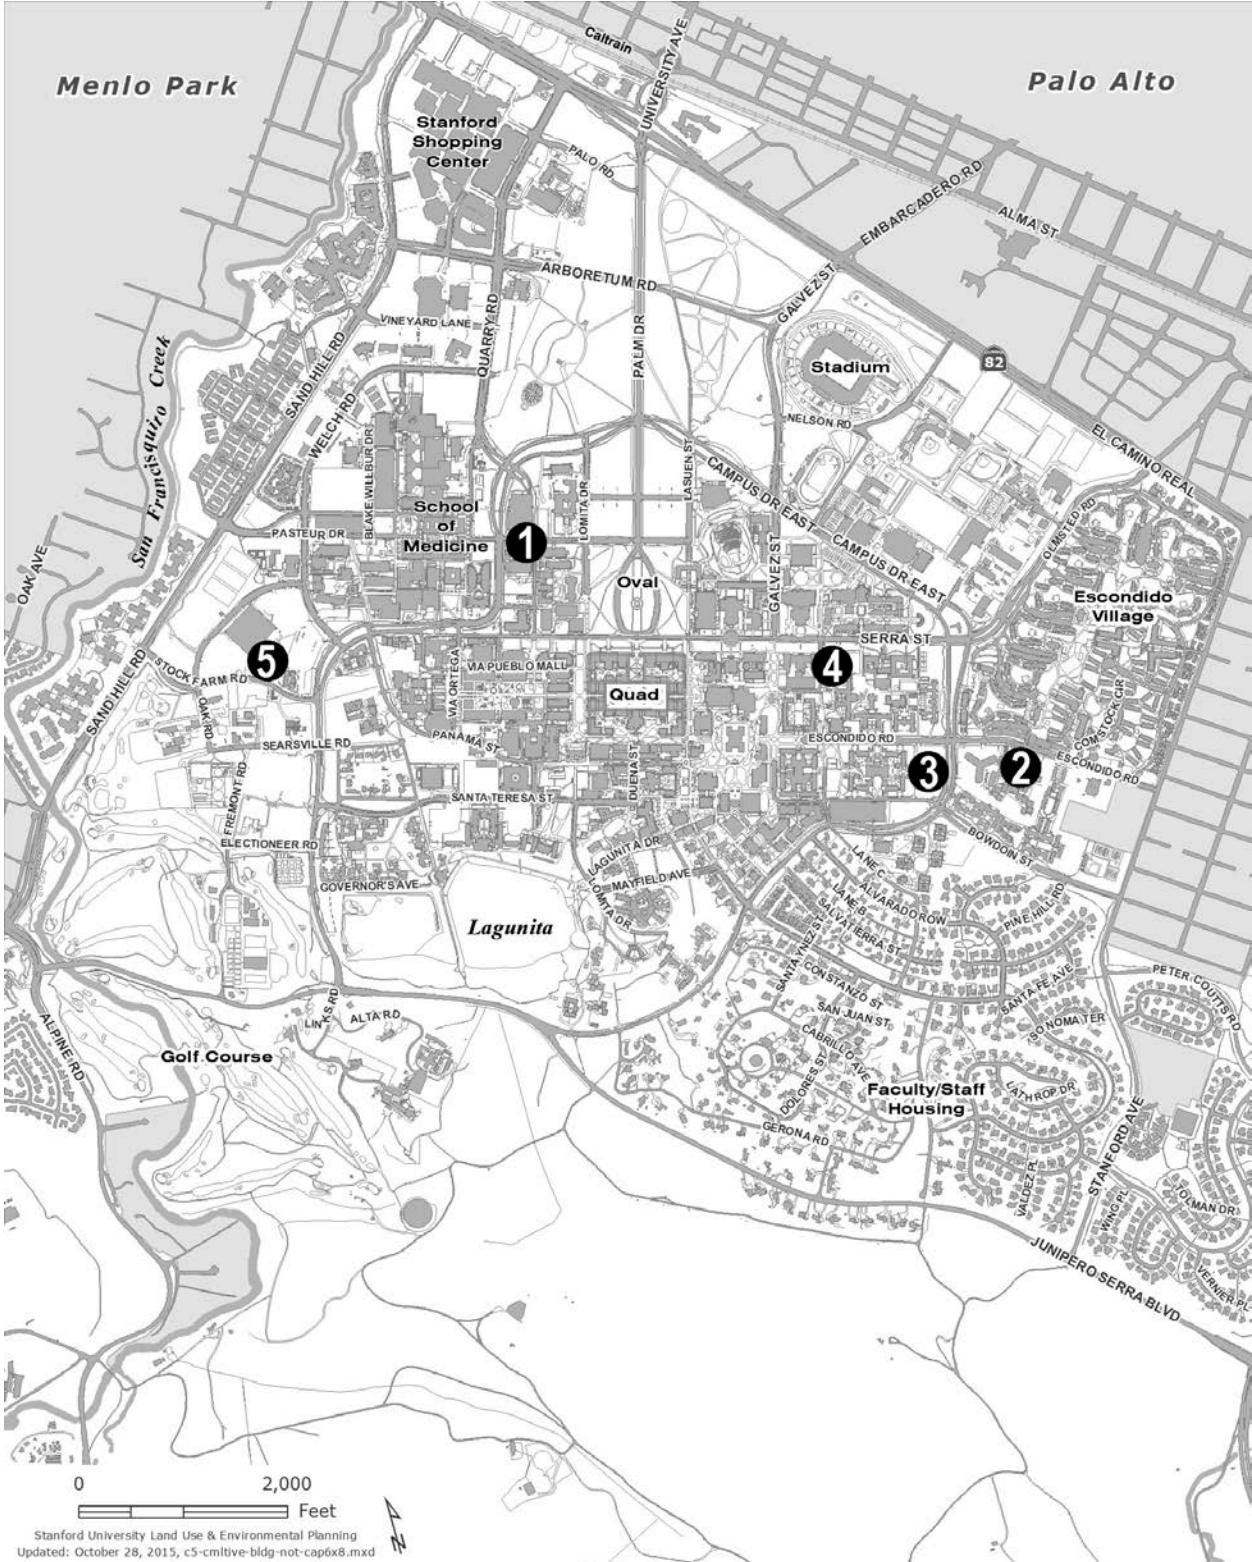 Caltrain
UNIVERSITY AVE
Menlo Park
Palo Alto
Stanford
Shopping
Center
PALO RD
EMBARCADERO RD
ALMA ST
ARBORETUM RD
GALVEZ ST
VINEYARD LANE
QUARRY RD
PALM DR
SAND HILL RD
San Francisquito Creek
Stadium
82
NELSON RD
WELCH RD
EL CAMINO REAL
BLAKE WILBUR DR
LASUEN ST
CAMPUS DR EAST
LOMITA DR
School
of
Medicine
PASTEUR DR
1
CAMPUS DR EAST
OLMSTED RD
GALVEZ ST
OAK AVE
Oval
Escondido
Village
SERRA ST
5
STOCK FARM RD
VIA ORTEGA
VIA PUEBLO MALL
4
SAND HILL RD
OAK RD
Quad
COMSTOCK CIR
PANAMA ST
SEARSVILLE RD
ESCONDIDO RD
ESCONDIDO RD
3
2
DUENA ST
FREMONT RD
SANTA TERESA ST
BOWDOIN ST
ELECTIONEER RD
LAGUNITA DR
LANE C
GOVERNOR'S AVE
MAYFIELD AVE
LANE B
ALVARADO ROW
PINE HILL RD
LOMITA DR
SALVATIERRA ST
Lagunita
SANTA YNEZ ST
CONSTANZO ST
SANTA FE AVE
PETER COUTTS RD
LINKS RD
ALTA RD
SAN JUAN ST
SONOMA TER
ALPINE RD
Golf Course
CABRILLO AVE
DOLORES ST
Faculty/Staff
Housing
LATHROP DR
GERONA RD
STANFORD AVE
VALDEZ PL
WING PL
TOLMAN DR
JUNIPERO SERRA BLVD
VERNIER PL
0 2,000
Feet
N
Stanford University Land Use & Environmental Planning
Updated: October 28, 2015, c5-cmltive-bldg-not-cap6x8.mxd